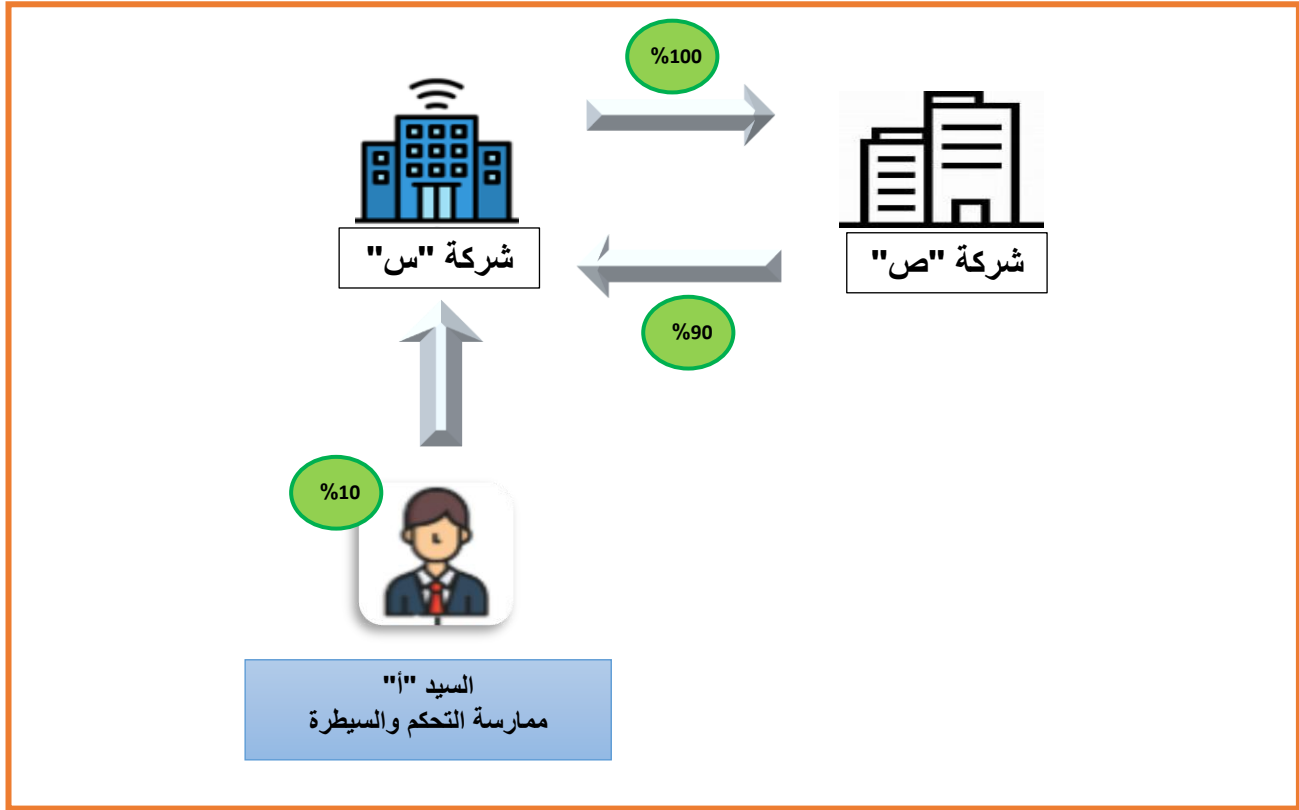 %100
شركة "س"
شركة "ص"
%90
%10
السيد "أ"
ممارسة التحكم والسيطرة